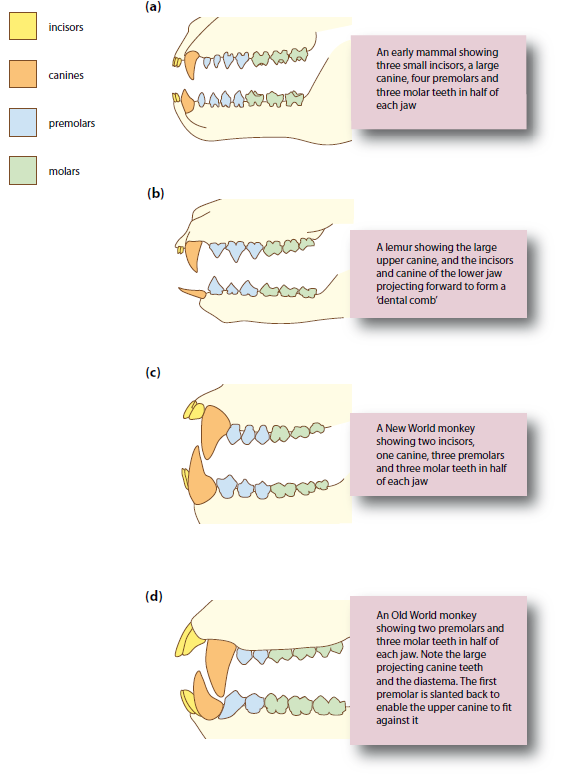 (a)
incisors
canines
premolars
molars
An early mammal showing
three small incisors, a large
canine, four premolars and
three molar teeth in half of
each jaw
(b)
A lemur showing the large
upper canine, and the incisors
and canine of the lower jaw
projecting forward to form a
‘dental comb’
(c)
A New World monkey
showing two incisors,
one canine, three premolars
and three molar teeth in half
of each jaw
(d)
An Old World monkey
showing two premolars and
three molar teeth in half of
each jaw. Note the large
projecting canine teeth
and the diastema. The first
premolar is slanted back to
enable the upper canine to fit
against it